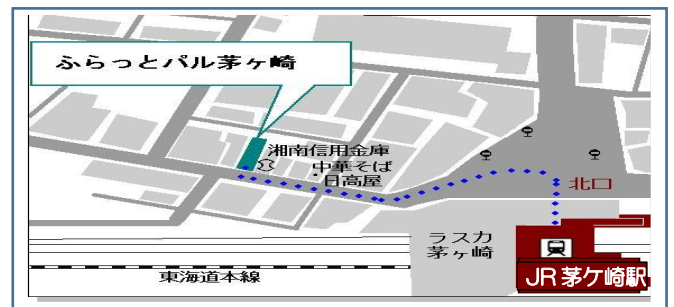 ふらっとパル茅ヶ崎
湘南信用金庫
中華そば
日高屋
北口
ラスカ
茅ヶ崎
東海道本線
JR茅ケ崎駅